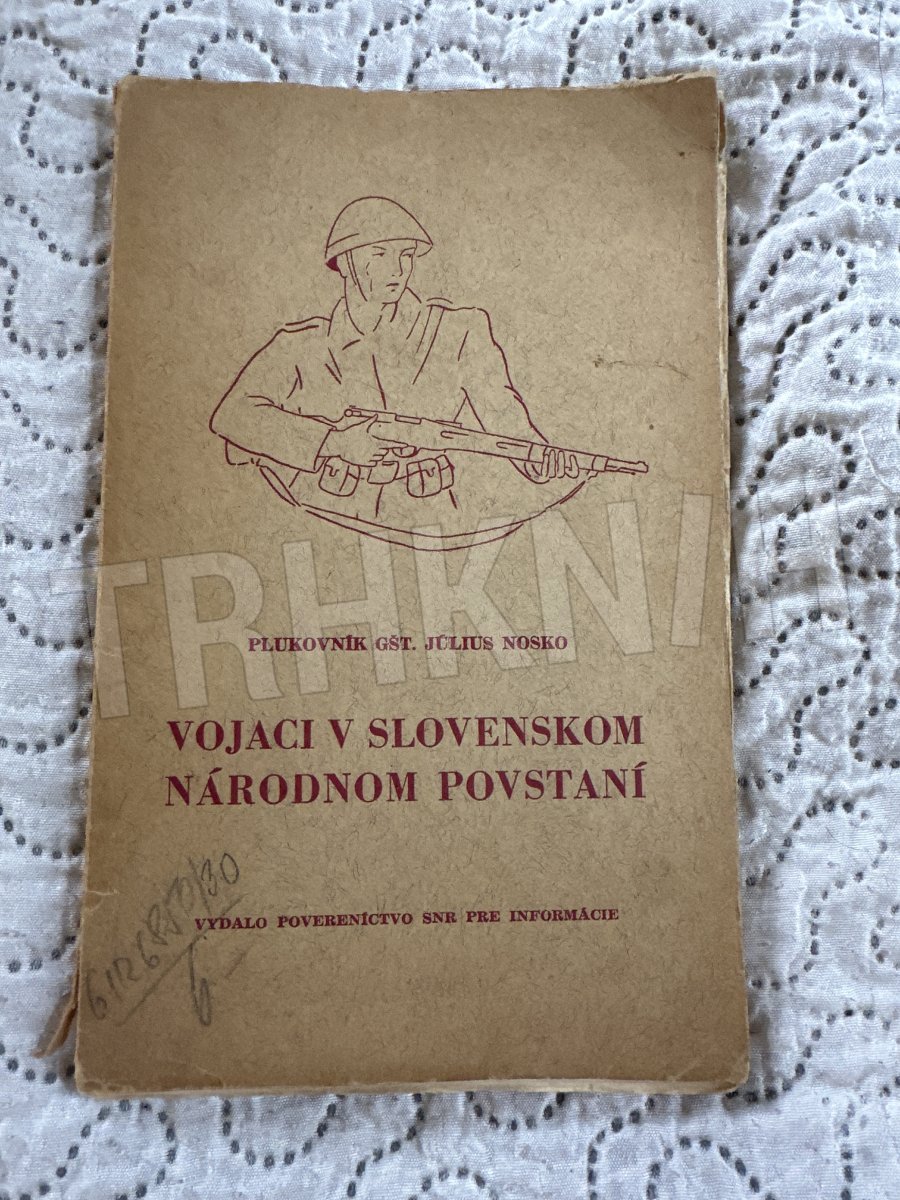 TRHKNI
PLUKOVNÍK GŠT. JÚLIUS NOSKO
VOJACI V SLOVENSKOM
NÁRODNOM POVSTANÍ
VYDALO POVERENÍCTVO SNR PRE INFORMÁCIE